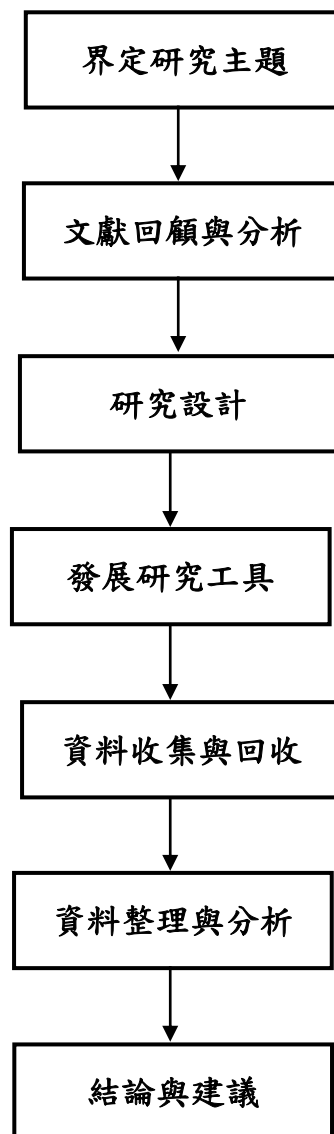 界定研究主題
文獻回顧與分析
研究設計
發展研究工具
資料收集與回收
資料整理與分析
結論與建議